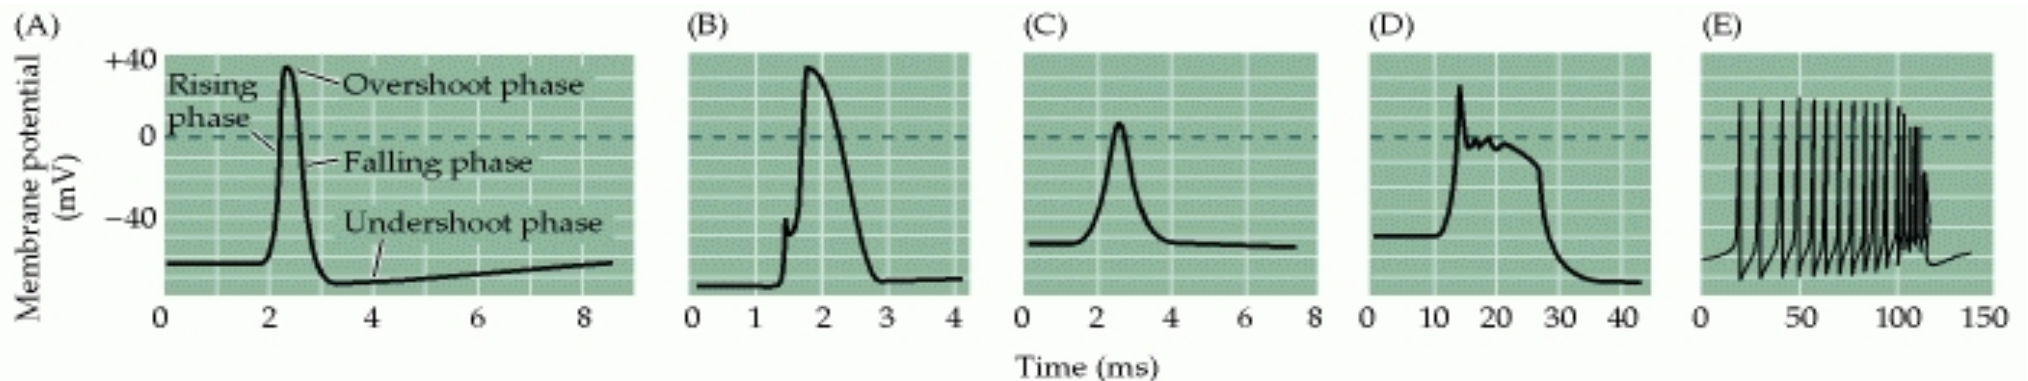 (A)
(B)
(C)
(D)
(E)
Membrane potential
(mV)
+40
0
−40
Rising
phase
Overshoot phase
Falling phase
Undershoot phase
0 2 4 6 8
0 1 2 3 4
0 2 4 6 8
0 10 20 30 40
0 50 100 150
Time (ms)